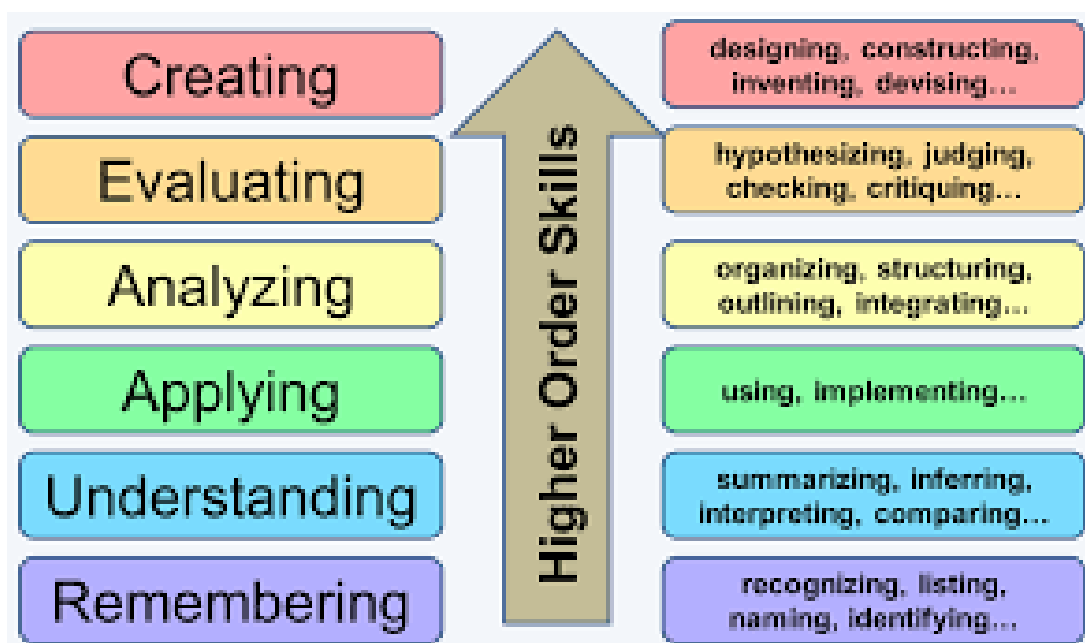 Creating
designing, constructing,
inventing, devising...
Evaluating
hypothesizing, judging,
checking, critiquing...
Analyzing
organizing, structuring,
outlining, integrating...
Applying
using, implementing...
Understanding
summarizing, inferring,
interpreting, comparing...
Remembering
recognizing, listing,
naming, identifying...
Higher Order Skills